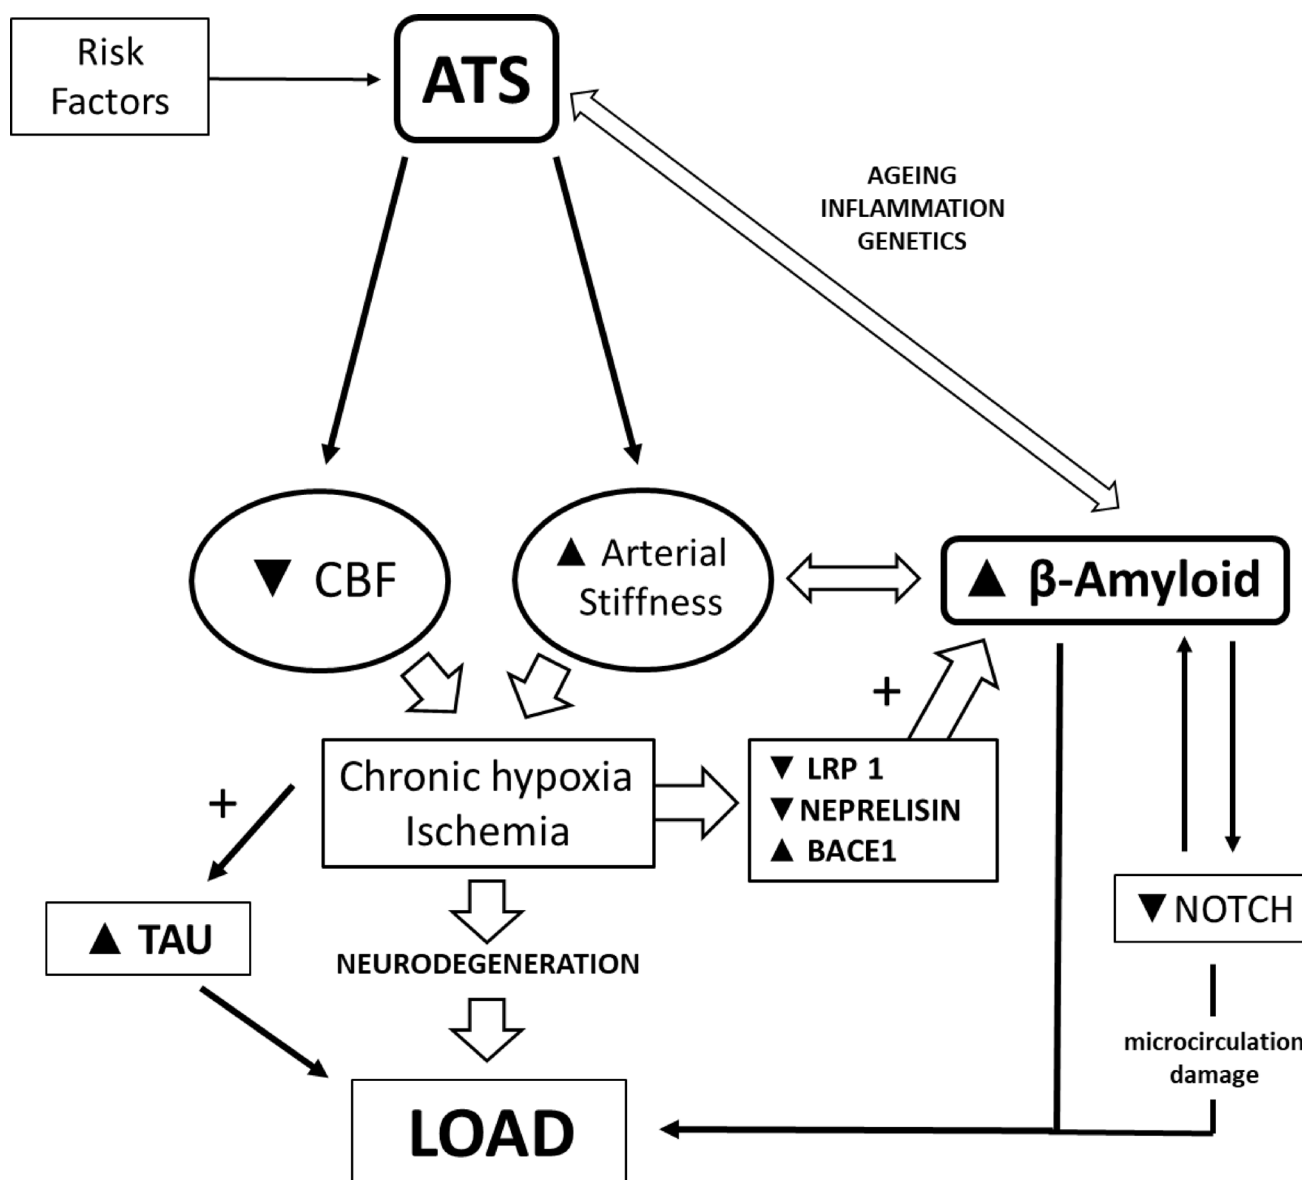 Risk
Factors
ATS
AGEING
INFLAMMATION
GENETICS
▼ CBF
▲ Arterial
Stiffness
▲ β-Amyloid
+
Chronic hypoxia
Ischemia
▼ LRP 1
▼ NEPRELISIN
▲ BACE1
+
▲ TAU
▼ NOTCH
NEURODEGENERATION
microcirculation
damage
LOAD